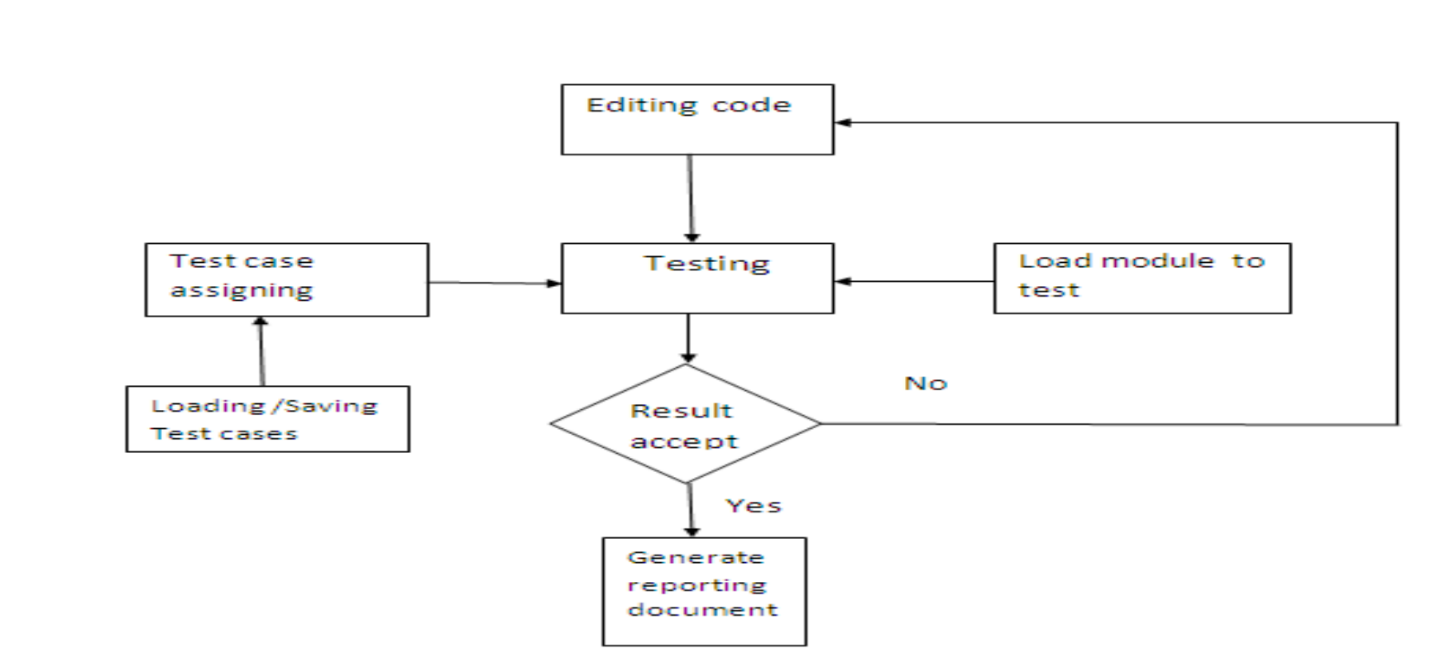 Editing code
Test case
assigning
Testing
Load module to
test
No
Loading/Saving
Test cases
Result
accept
Yes
Generate
reporting
document